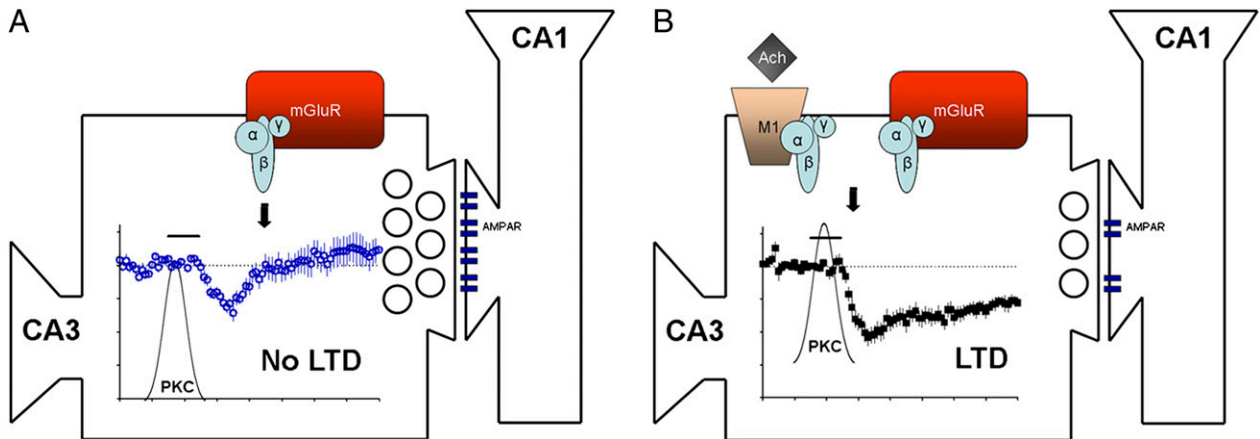 A
CA1
mGluR
α
γ
β
AMPAR
CA3
PKC
No LTD
B
CA1
Ach
M1
α
γ
β
mGluR
α
γ
β
AMPAR
CA3
PKC
LTD